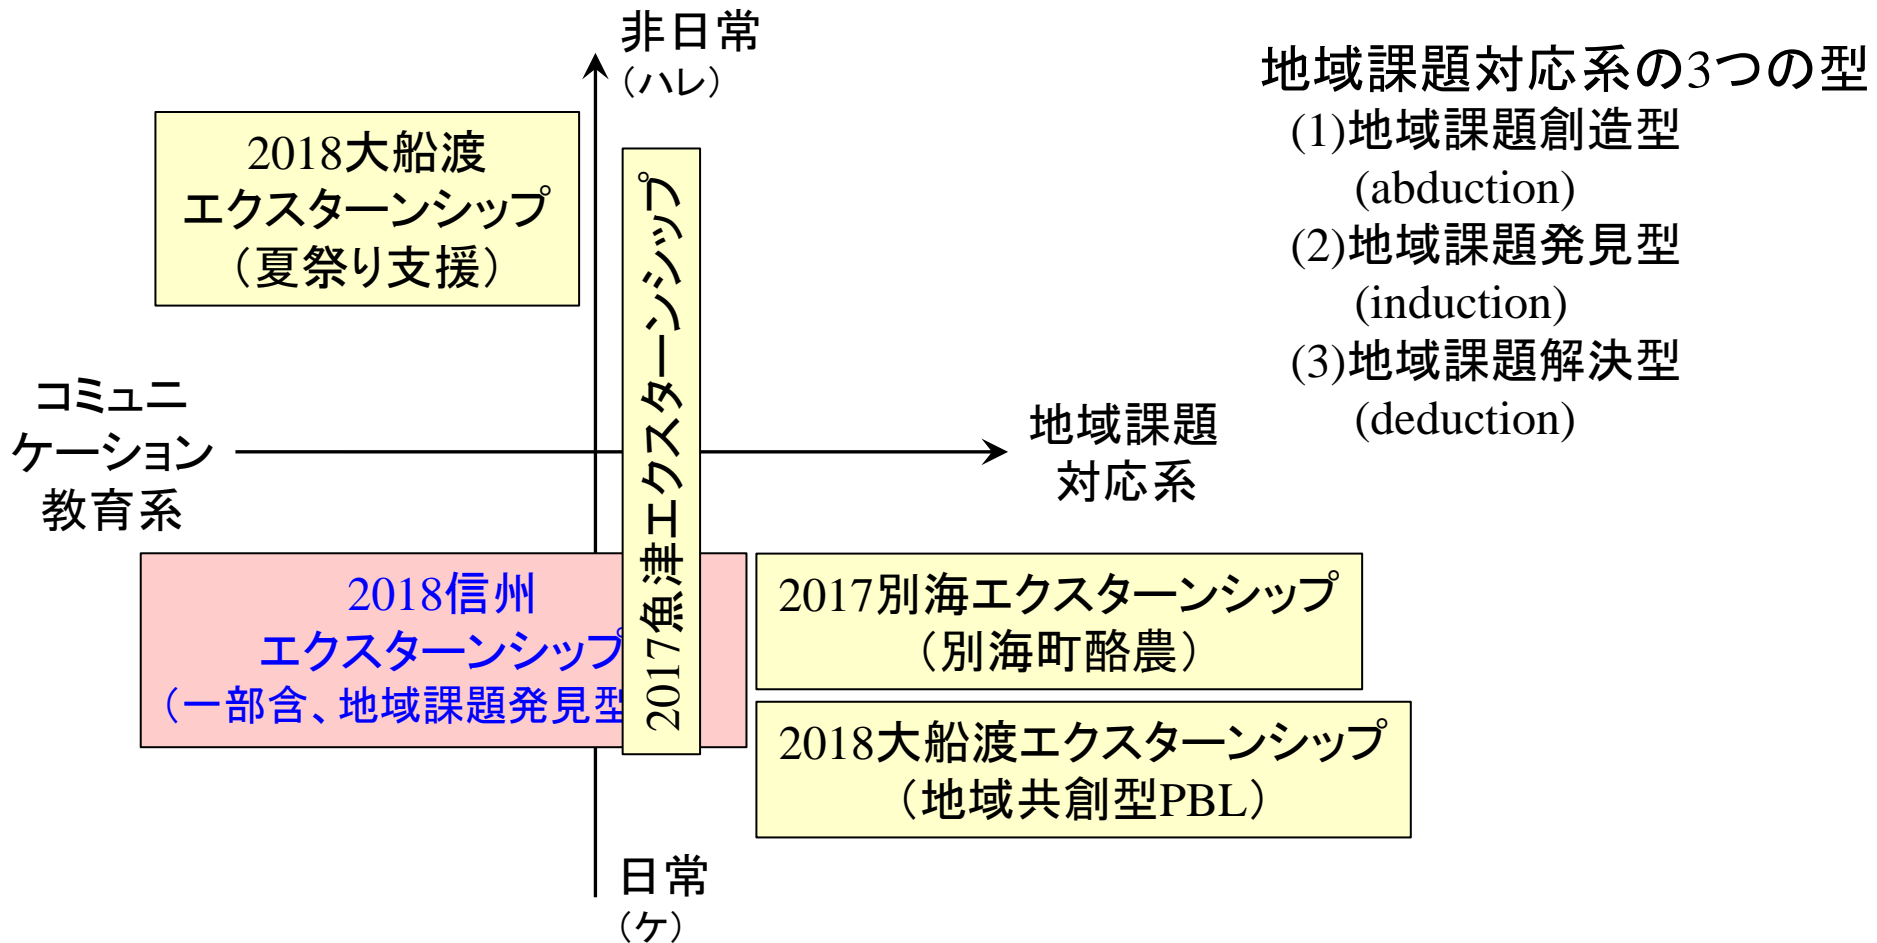 非日常
（ハレ）
地域課題対応系の3つの型
(1)地域課題創造型
(abduction)
(2)地域課題発見型
(induction)
(3)地域課題解決型
(deduction)
2018大船渡
エクスターンシップ
（夏祭り支援）
2017魚津エクスターンシップ
コミュニ
ケーション
教育系
地域課題
対応系
2018信州
エクスターンシップ
（一部含、地域課題発見型
2017別海エクスターンシップ
（別海町酪農）
2018大船渡エクスターンシップ
（地域共創型PBL）
日常
（ケ）